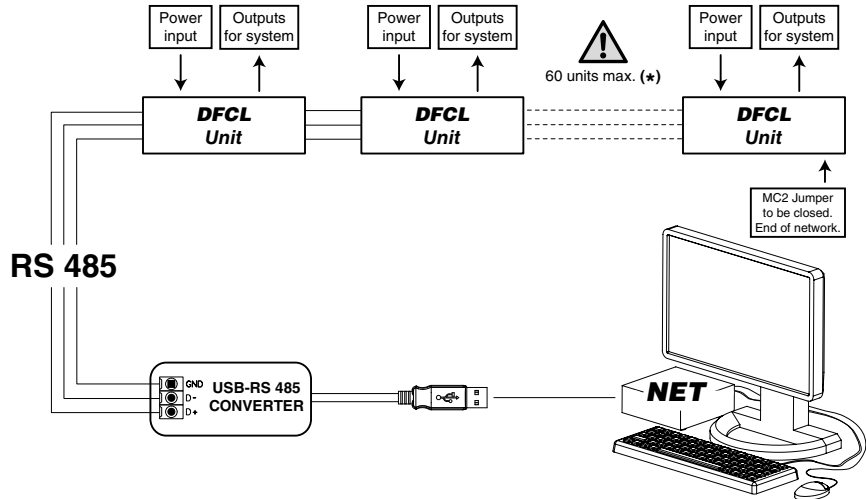 Power
input
Outputs
for system
Power
input
Outputs
for system
60 units max. (*)
Power
input
Outputs
for system
DFCL
Unit
DFCL
Unit
DFCL
Unit
MC2 Jumper
to be closed.
End of network.
RS 485
GND
D-
D+
USB-RS 485
CONVERTER
NET